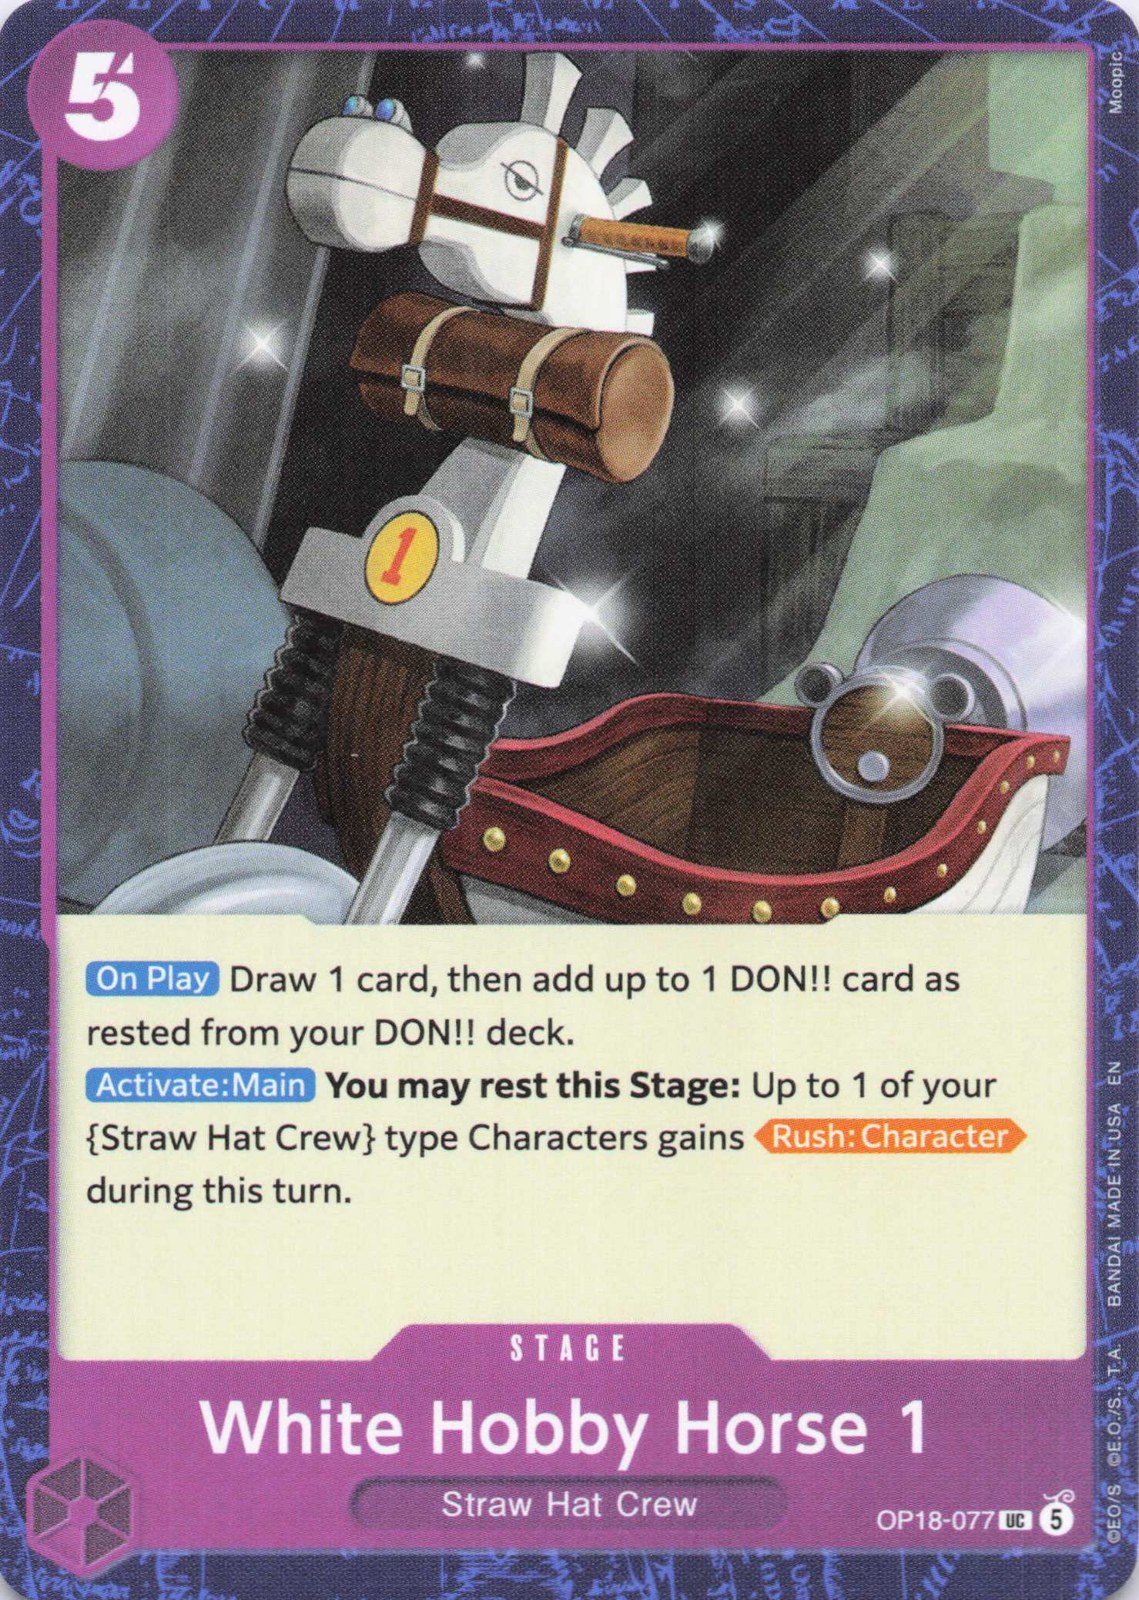 5
Moopic
1
On Play Draw 1 card, then add up to 1 DON!! card as
rested from your DON!! deck.
Activate:Main You may rest this Stage: Up to 1 of your
{Straw Hat Crew} type Characters gains Rush:Character
during this turn.
STAGE
White Hobby Horse 1
Straw Hat Crew
OP18-077 UC 5
©EO/S ©E.O./S., T.A. BANDAI MADE IN USA EN